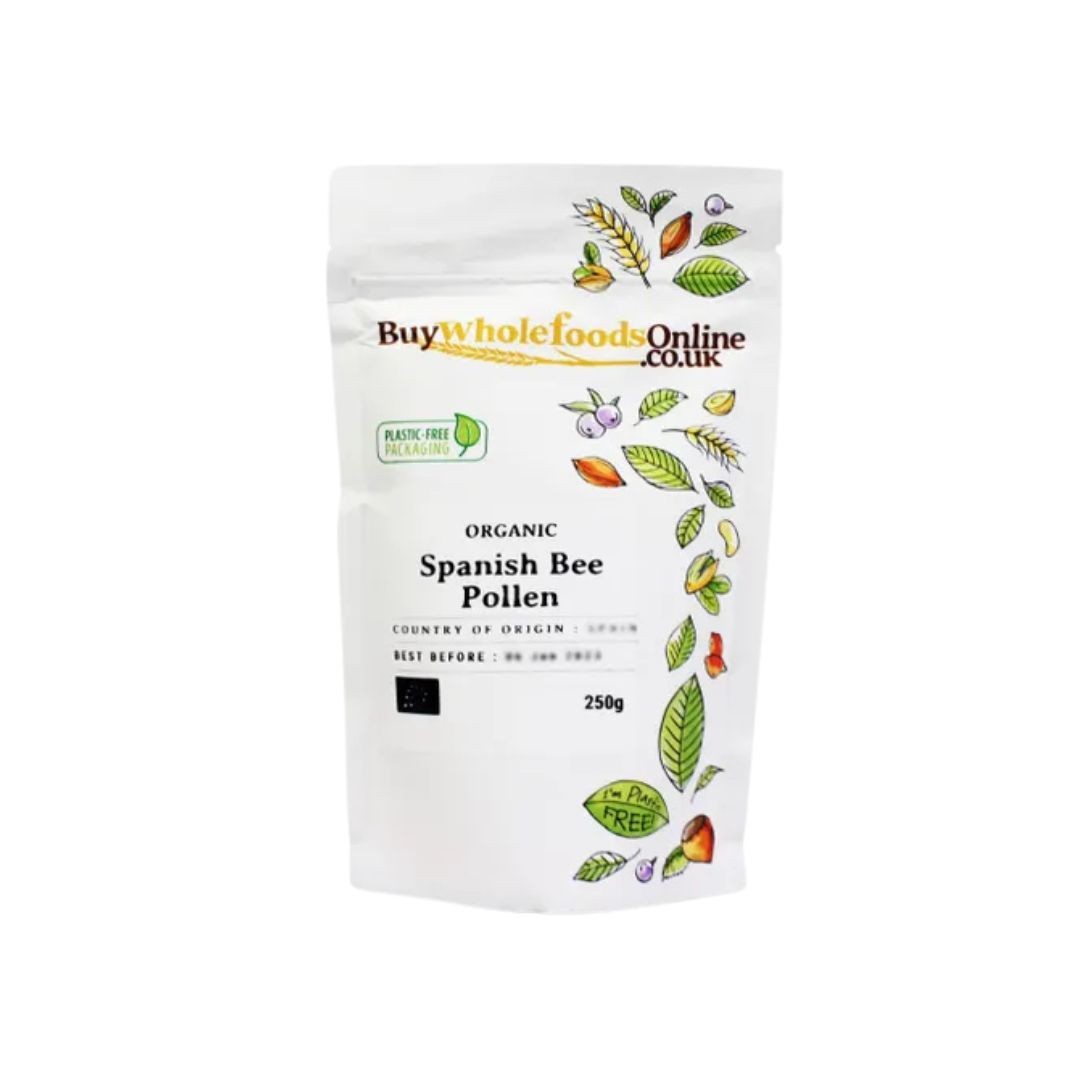 BuywholefoodsOnline
.co.uk
PLASTIC-FREE
PACKAGING
ORGANIC
Spanish Bee
Pollen
COUNTRY OF ORIGIN :
BEST BEFORE :
250g
I'm Plastic
FREE!